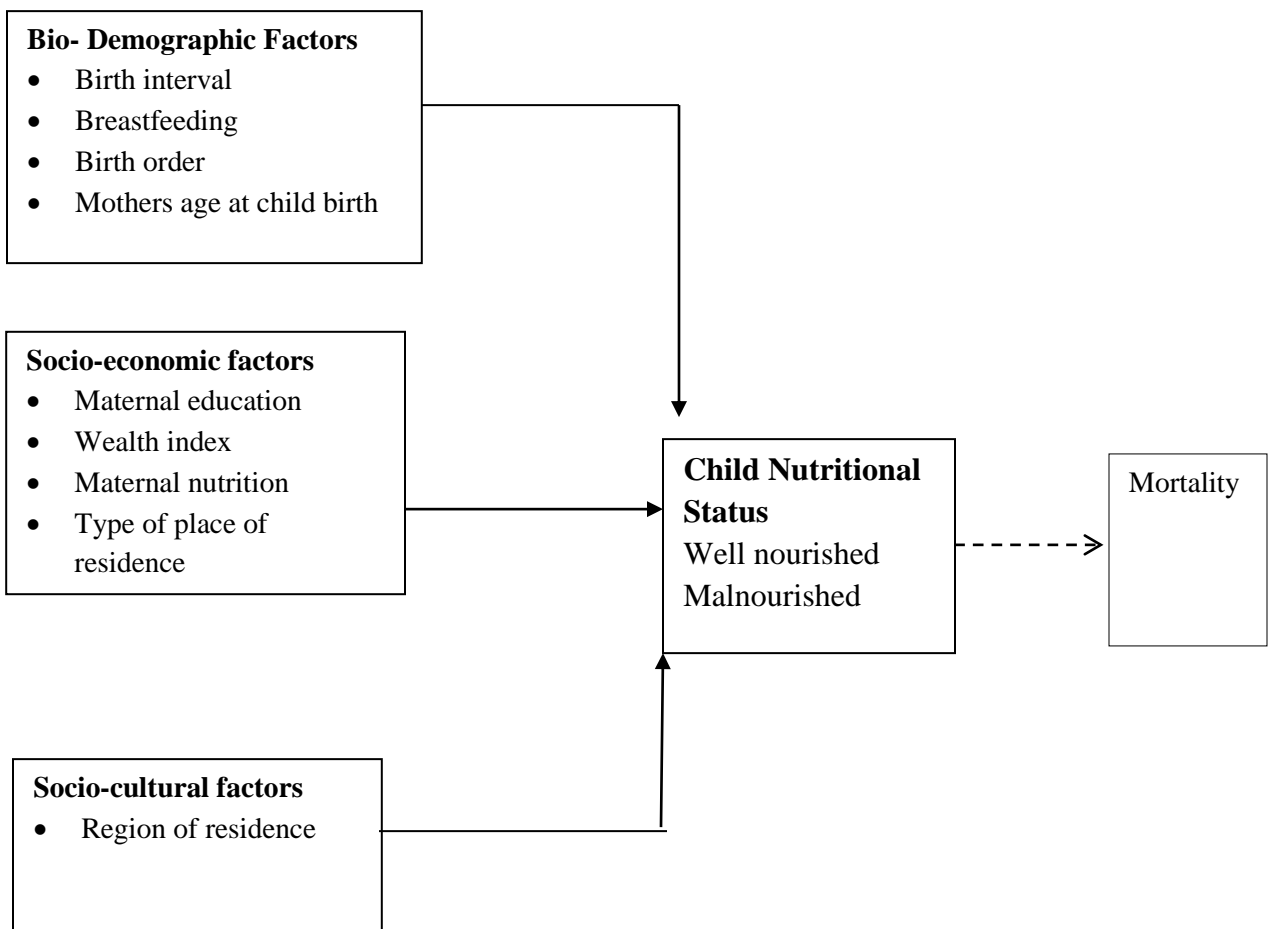 Bio- Demographic Factors
• Birth interval
• Breastfeeding
• Birth order
• Mothers age at child birth
Socio-economic factors
• Maternal education
• Wealth index
• Maternal nutrition
• Type of place of
residence
Child Nutritional
Status
Well nourished
Malnourished
Mortality
Socio-cultural factors
• Region of residence